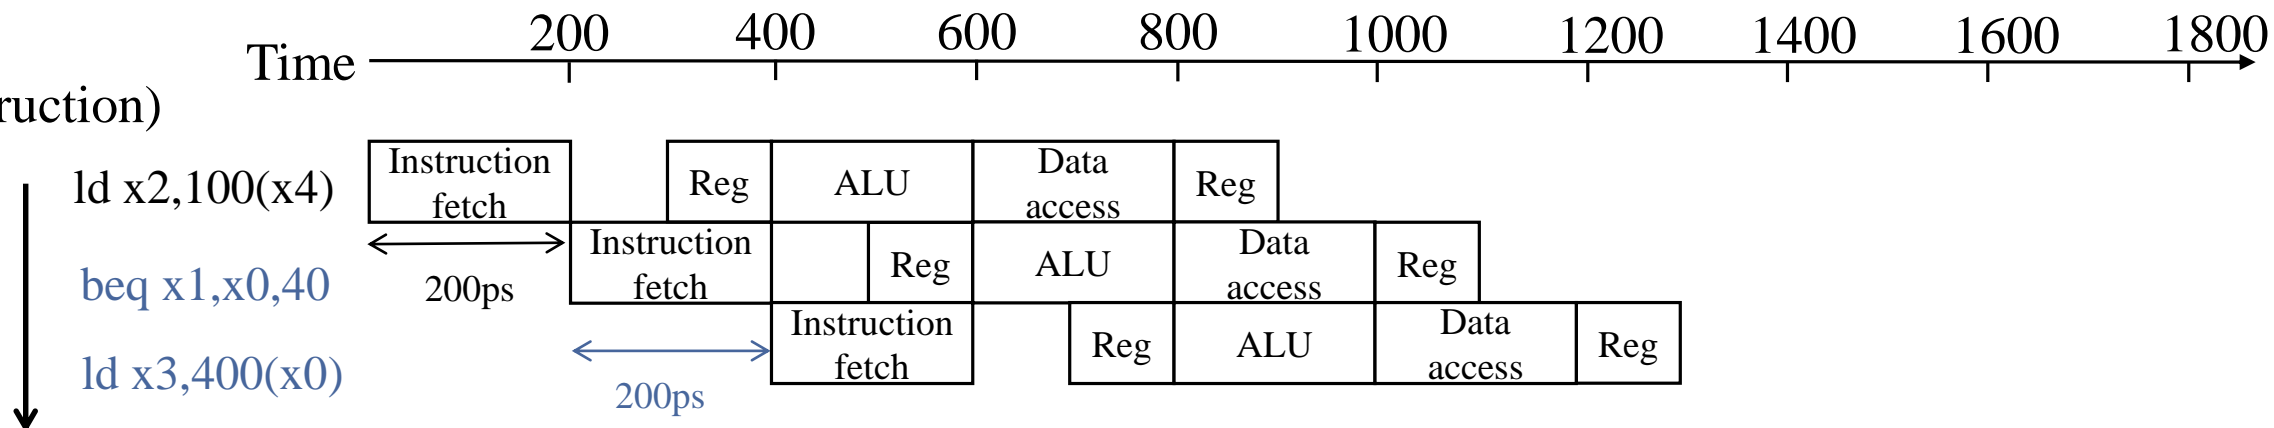 200 400 600 800 1000 1200 1400 1600 1800
Time
ruction)
ld x2,100(x4)
Instruction
fetch
Reg
ALU
Data
access
Reg
200ps
beq x1,x0,40
Instruction
fetch
Reg
ALU
Data
access
Reg
200ps
ld x3,400(x0)
Instruction
fetch
Reg
ALU
Data
access
Reg